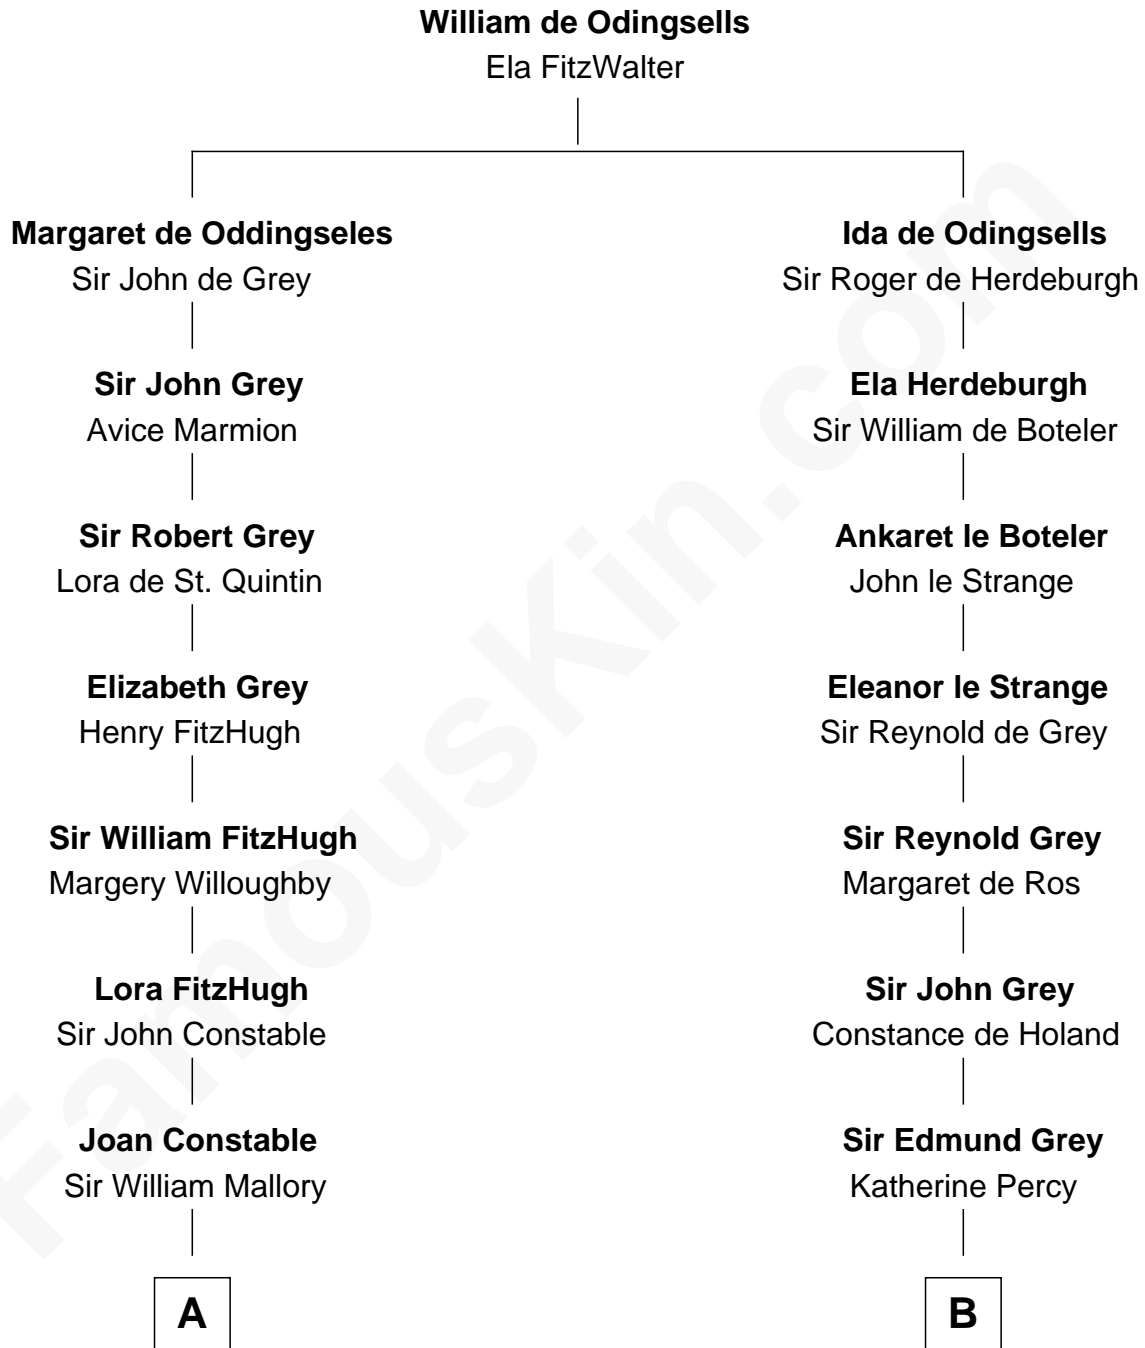 William de Odingsells
Ela FitzWalter
Margaret de Oddingseles
Sir John de Grey
Sir John Grey
Avice Marmion
Sir Robert Grey
Lora de St. Quintin
Elizabeth Grey
Henry FitzHugh
Sir William FitzHugh
Margery Willoughby
Lora FitzHugh
Sir John Constable
Joan Constable
Sir William Mallory
A
Ida de Odingsells
Sir Roger de Herdeburgh
Ela Herdeburgh
Sir William de Boteler
Ankaret le Boteler
John le Strange
Eleanor le Strange
Sir Reynold de Grey
Sir Reynold Grey
Margaret de Ros
Sir John Grey
Constance de Holand
Sir Edmund Grey
Katherine Percy
B
FamousKin.com